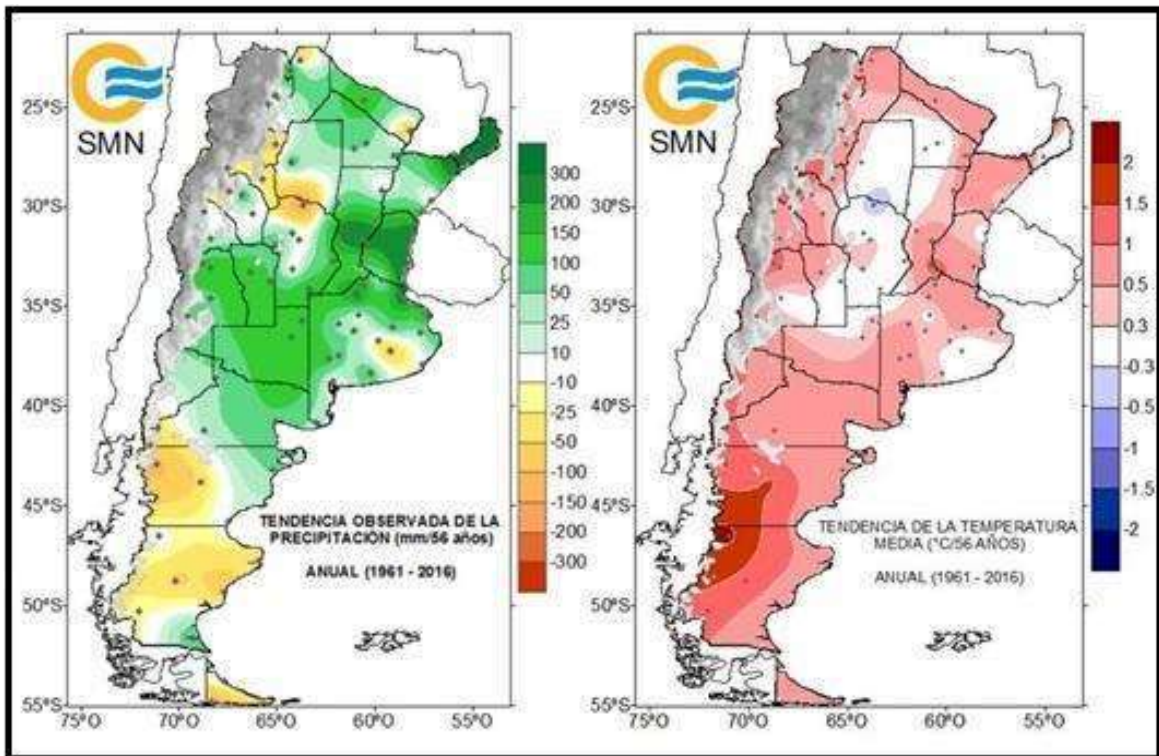 SMN
25°S
30°S
35°S
40°S
45°S
50°S
55°S
75°O
70°O
65°O
60°O
55°O
300
200
150
100
50
25
10
-10
-25
-50
-100
-150
-200
-300
TENDENCIA OBSERVADA DE LA
PRECIPITACIÓN (mm/56 años)
ANUAL (1961 - 2016)
SMN
25°S
30°S
35°S
40°S
45°S
50°S
55°S
75°O
70°O
65°O
60°O
55°O
2
1.5
1
0.5
0.3
-0.3
-0.5
-1
-1.5
-2
TENDENCIA DE LA TEMPERATURA
MEDIA (°C/56 AÑOS)
ANUAL (1961 - 2016)